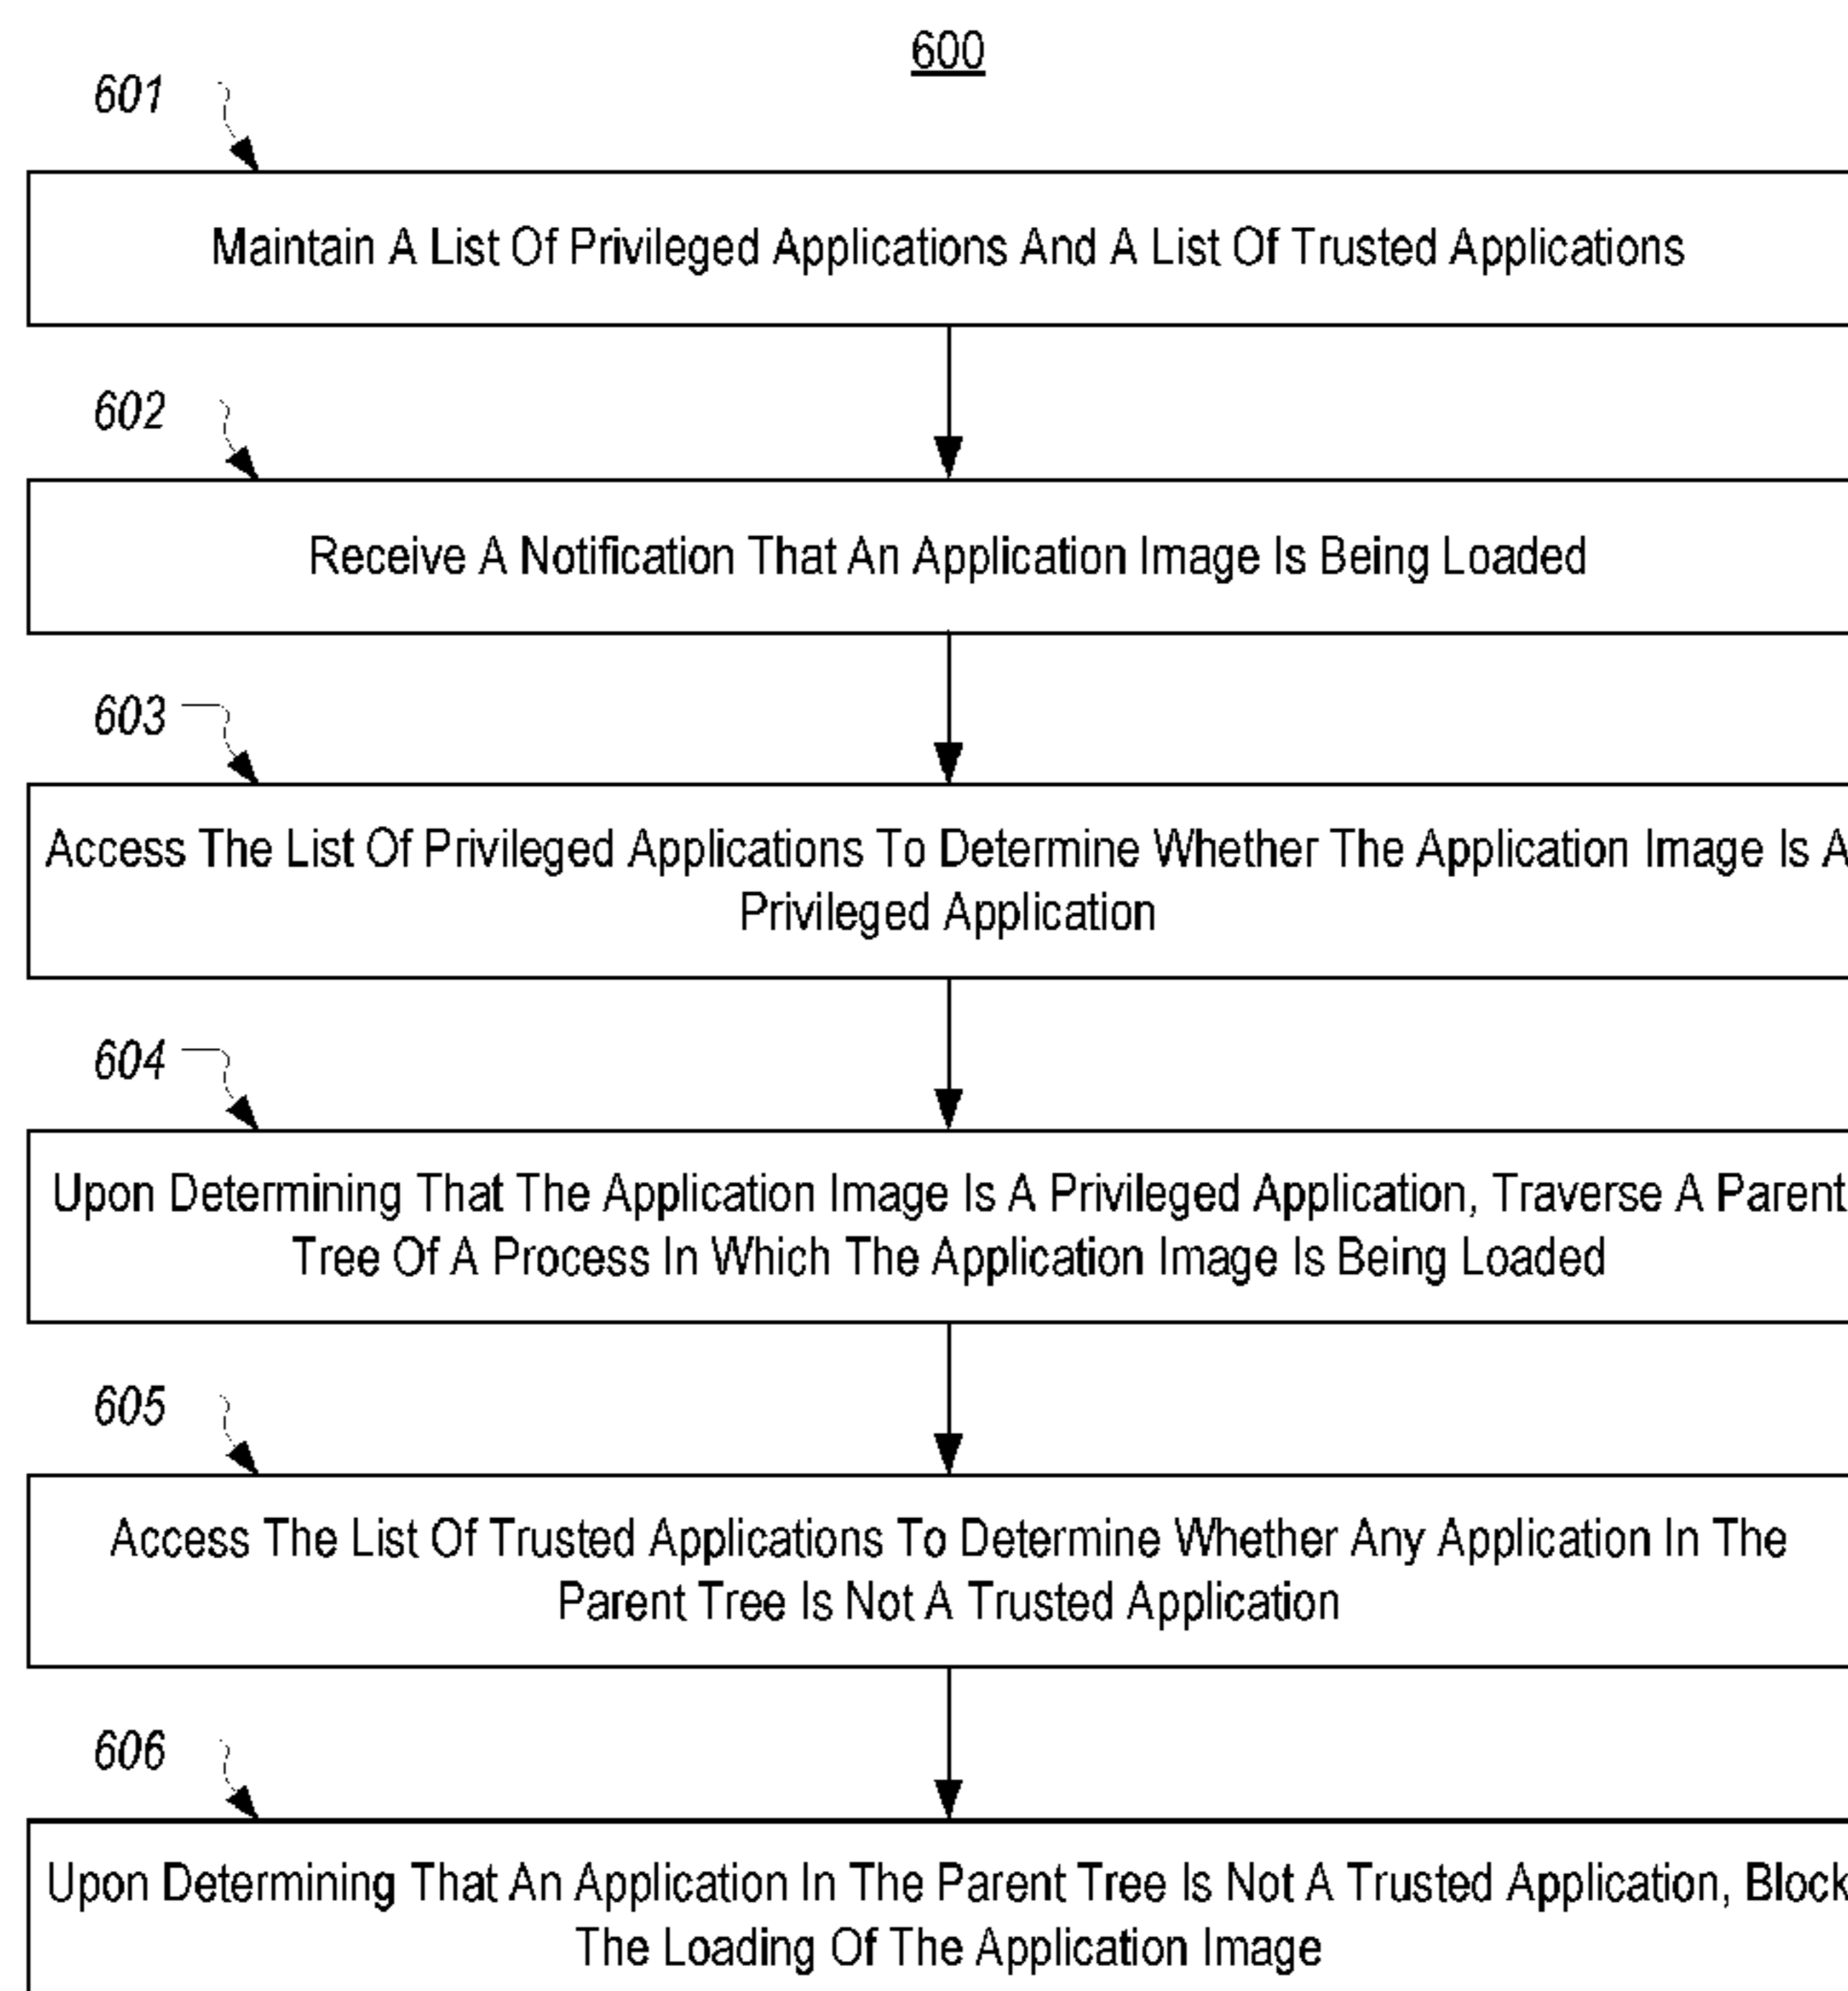 600
601
Maintain A List Of Privileged Applications And A List Of Trusted Applications
602
Receive A Notification That An Application Image Is Being Loaded
603
Access The List Of Privileged Applications To Determine Whether The Application Image Is A
Privileged Application
604
Upon Determining That The Application Image Is A Privileged Application, Traverse A Parent
Tree Of A Process In Which The Application Image Is Being Loaded
605
Access The List Of Trusted Applications To Determine Whether Any Application In The
Parent Tree Is Not A Trusted Application
606
Upon Determining That An Application In The Parent Tree Is Not A Trusted Application, Block
The Loading Of The Application Image